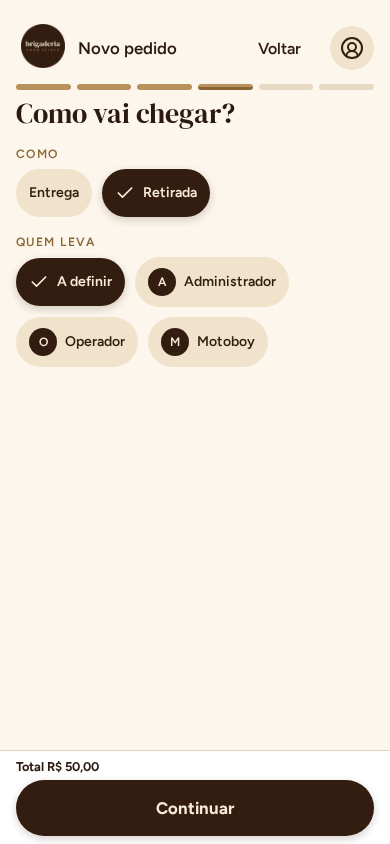 brigaderia
Novo pedido
Voltar
Como vai chegar?
COMO
Entrega
Retirada
QUEM LEVA
A definir
A Administrador
O Operador
M Motoboy
Total R$ 50,00
Continuar